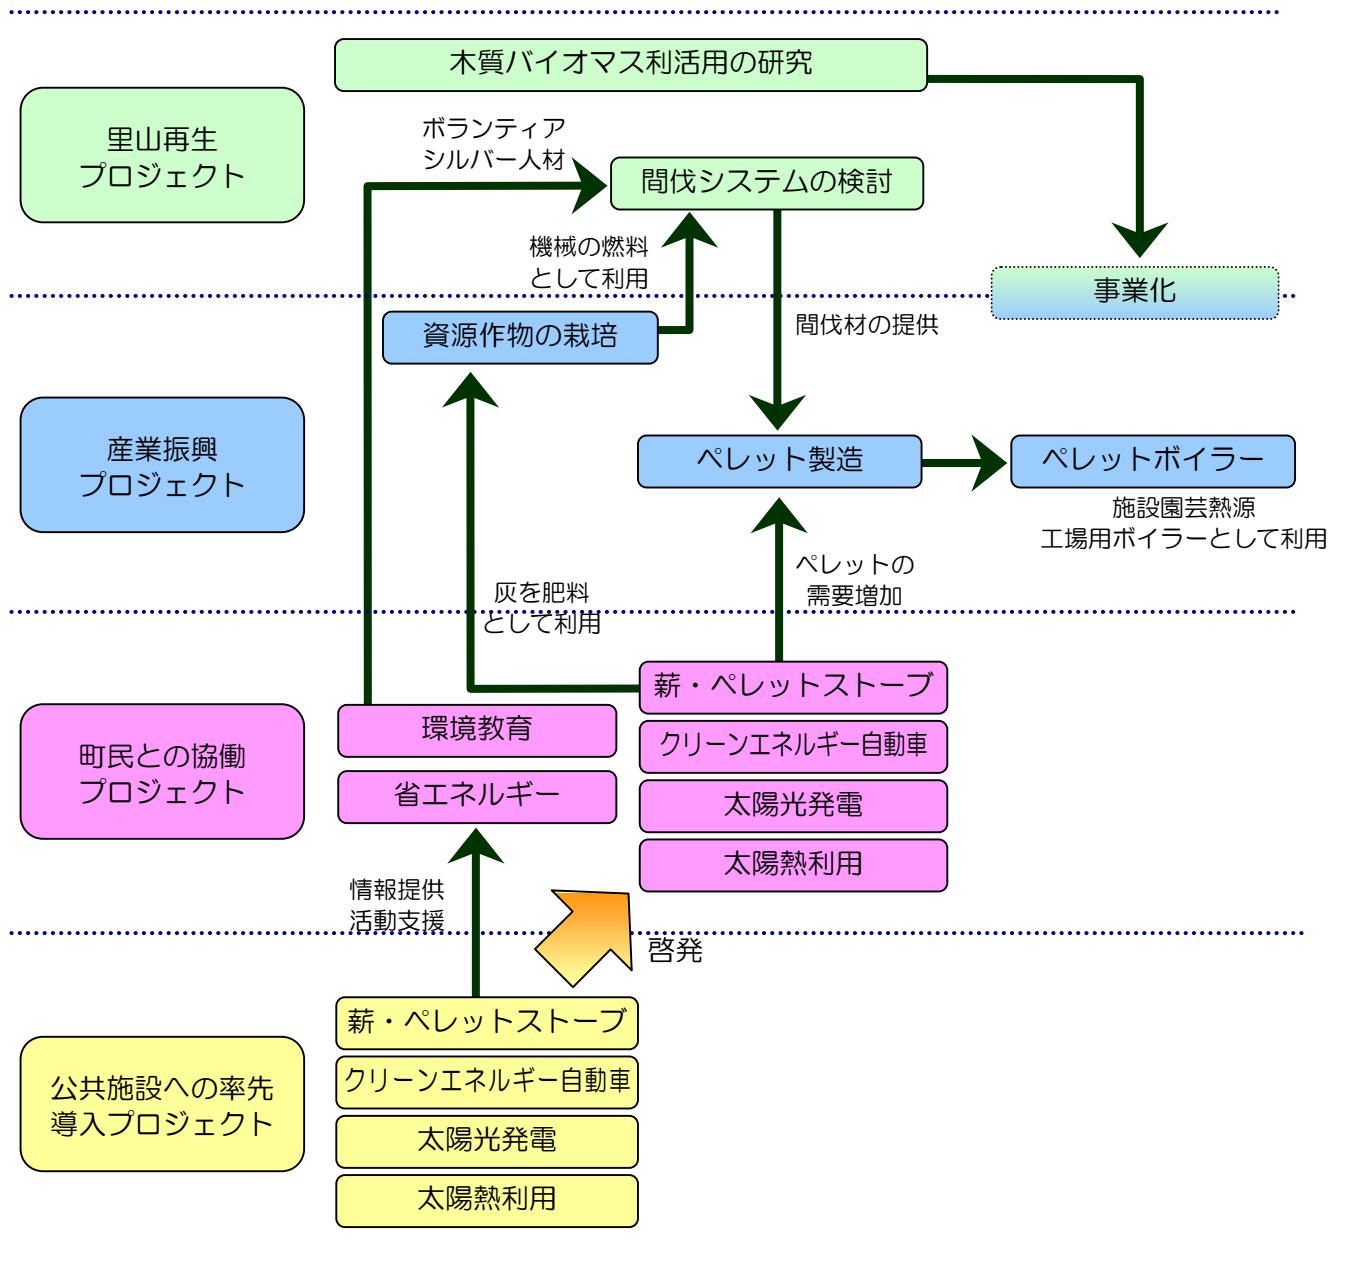 木質バイオマス利活用の研究
里山再生
プロジェクト
ボランティア
シルバー人材
間伐システムの検討
機械の燃料
として利用
事業化
資源作物の栽培
間伐材の提供
産業振興
プロジェクト
ペレット製造
ペレットボイラー
施設園芸熱源
工場用ボイラーとして利用
ペレットの
需要増加
灰を肥料
として利用
町民との協働
プロジェクト
環境教育
省エネルギー
薪・ペレットストーブ
クリーンエネルギー自動車
太陽光発電
太陽熱利用
情報提供
活動支援
啓発
公共施設への率先
導入プロジェクト
薪・ペレットストーブ
クリーンエネルギー自動車
太陽光発電
太陽熱利用